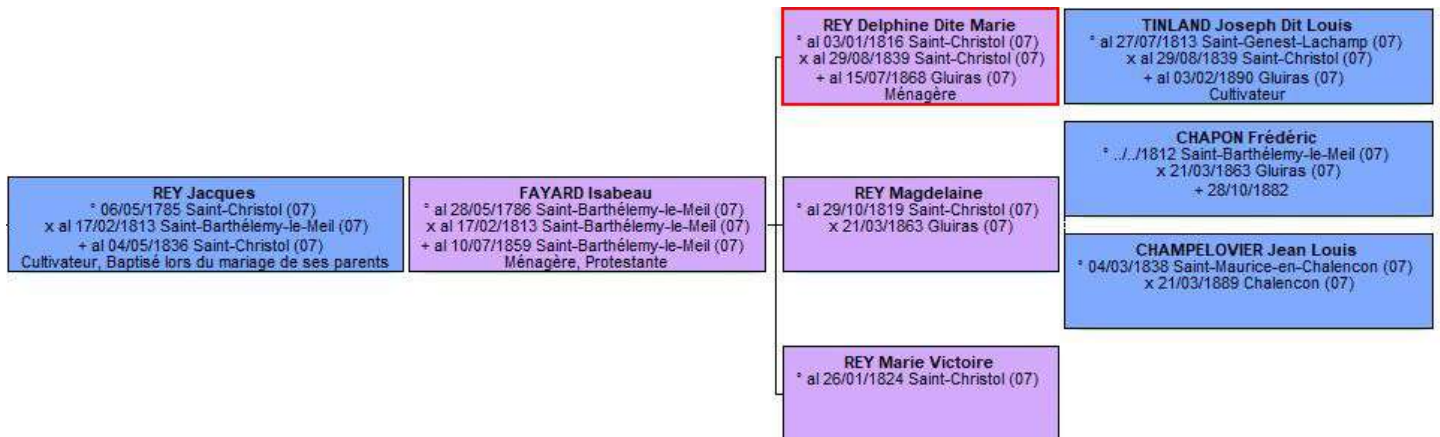 REY Jacques
° 06/05/1785 Saint-Christol (07)
x al 17/02/1813 Saint-Barthélemy-le-Meil (07)
+ al 04/05/1836 Saint-Christol (07)
Cultivateur, Baptisé lors du mariage de ses parents
FAYARD Isabeau
° al 28/05/1786 Saint-Barthélemy-le-Meil (07)
x al 17/02/1813 Saint-Barthélemy-le-Meil (07)
+ al 10/07/1859 Saint-Barthélemy-le-Meil (07)
Ménagère, Protestante
REY Delphine Dite Marie
° al 03/01/1816 Saint-Christol (07)
x al 29/08/1839 Saint-Christol (07)
+ al 15/07/1868 Gluiras (07)
Ménagère
TINLAND Joseph Dit Louis
° al 27/07/1813 Saint-Genest-Lachamp (07)
x al 29/08/1839 Saint-Christol (07)
+ al 03/02/1890 Gluiras (07)
Cultivateur
REY Magdelaine
° al 29/10/1819 Saint-Christol (07)
x 21/03/1863 Gluiras (07)
CHAPON Frédéric
° ../../1812 Saint-Barthélemy-le-Meil (07)
x 21/03/1863 Gluiras (07)
+ 28/10/1882
CHAMPELOVIER Jean Louis
° 04/03/1838 Saint-Maurice-en-Chalencon (07)
x 21/03/1889 Chalencon (07)
REY Marie Victoire
° al 26/01/1824 Saint-Christol (07)